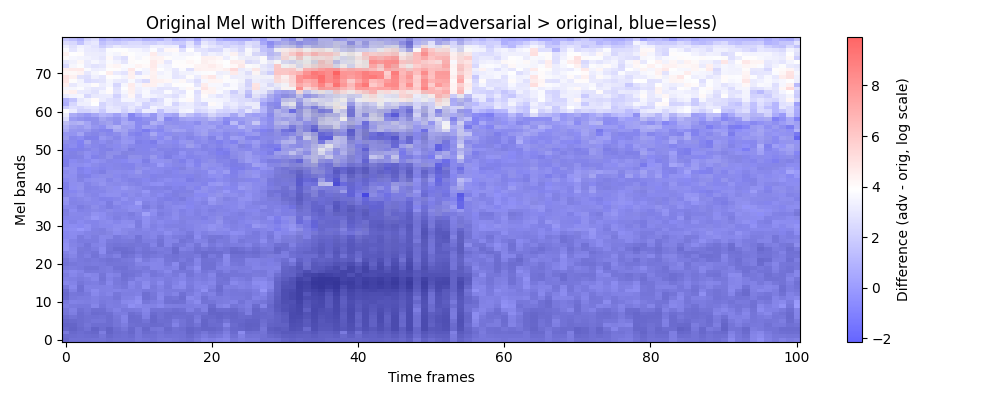 Original Mel with Differences (red=adversarial > original, blue=less)
Mel bands
70
60
50
40
30
20
10
0
0 20 40 60 80 100
Time frames
8
6
4
2
0
−2
Difference (adv - orig, log scale)